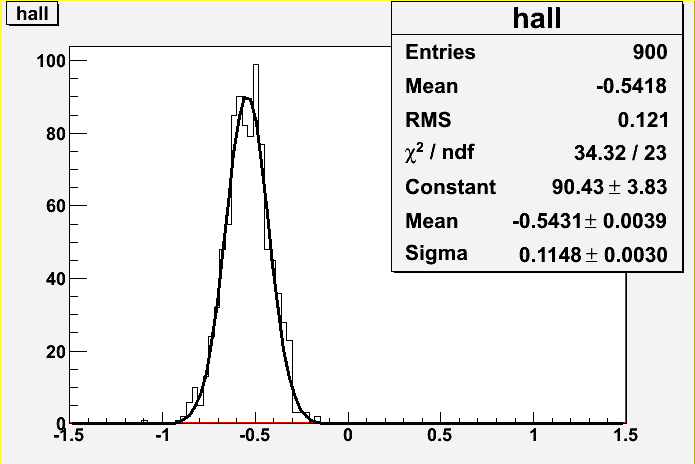 hall
hall
Entries 900
Mean -0.5418
RMS 0.121
χ² / ndf 34.32 / 23
Constant 90.43 ± 3.83
Mean -0.5431± 0.0039
Sigma 0.1148± 0.0030
100
80
60
40
20
0
-1.5 -1 -0.5 0 0.5 1 1.5